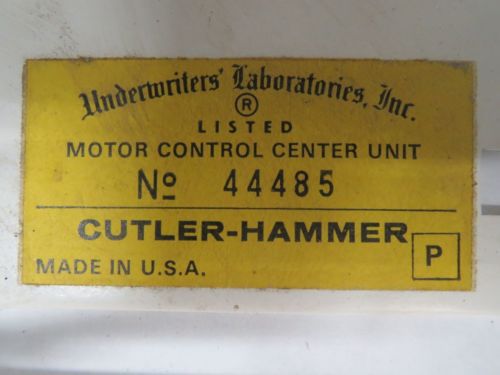 Underwriters' Laboratories, Inc.
®
LISTED
MOTOR CONTROL CENTER UNIT
Nº 44485
CUTLER-HAMMER
MADE IN U.S.A.
P